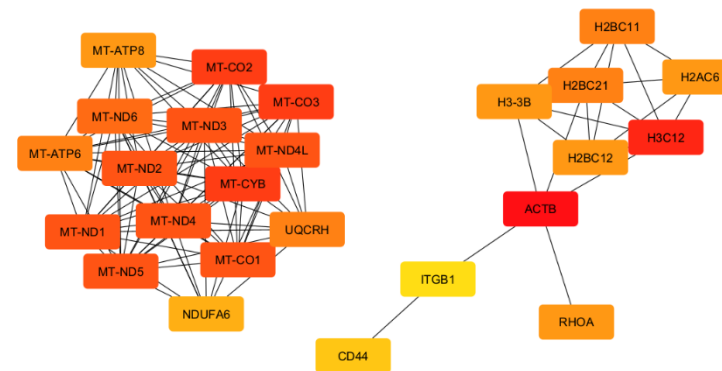 MT-ATP8
MT-CO2
MT-CO3
MT-ND6
MT-ND3
MT-ATP6
MT-ND4L
MT-ND2
MT-CYB
MT-ND4
MT-ND1
UQCRH
MT-CO1
MT-ND5
NDUFA6
H2BC11
H2AC6
H2BC21
H3-3B
H3C12
H2BC12
ACTB
ITGB1
RHOA
CD44